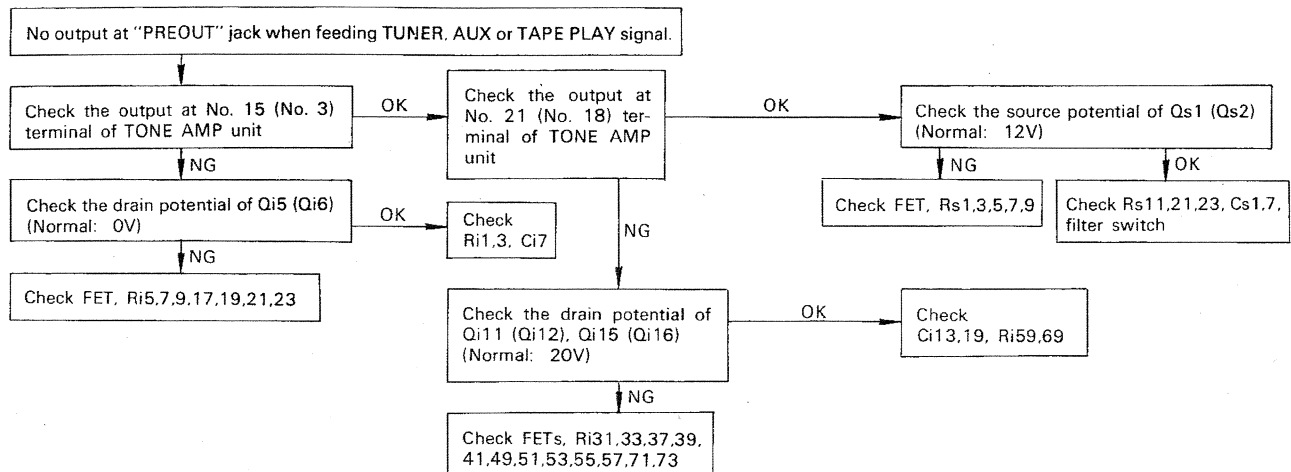 No output at "PREOUT" jack when feeding TUNER, AUX or TAPE PLAY signal.
Check the output at No. 15 (No. 3)
terminal of TONE AMP unit
OK
Check the output at
No. 21 (No. 18) ter-
minal of TONE AMP
unit
OK
Check the source potential of Qs1 (Qs2)
(Normal: 12V)
NG
Check FET, Rs1,3,5,7,9
OK
Check Rs11,21,23, Cs1,7,
filter switch
NG
Check the drain potential of Qi5 (Qi6)
(Normal: 0V)
OK
Check
Ri1,3, Ci7
NG
Check FET, Ri5,7,9,17,19,21,23
NG
Check the drain potential of
Qi11 (Qi12), Qi15 (Qi16)
(Normal: 20V)
OK
Check
Ci13,19, Ri59,69
NG
Check FETs, Ri31,33,37,39,
41,49,51,53,55,57,71,73